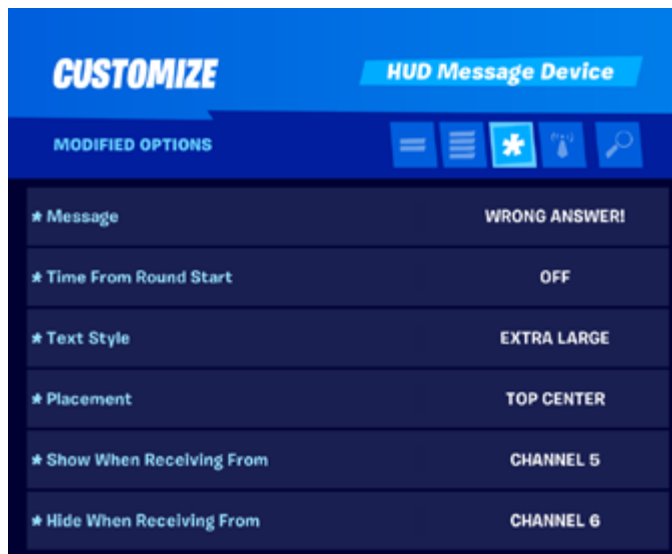 CUSTOMIZE
HUD Message Device
MODIFIED OPTIONS
* Message WRONG ANSWER!
* Time From Round Start OFF
* Text Style EXTRA LARGE
* Placement TOP CENTER
* Show When Receiving From CHANNEL 5
* Hide When Receiving From CHANNEL 6